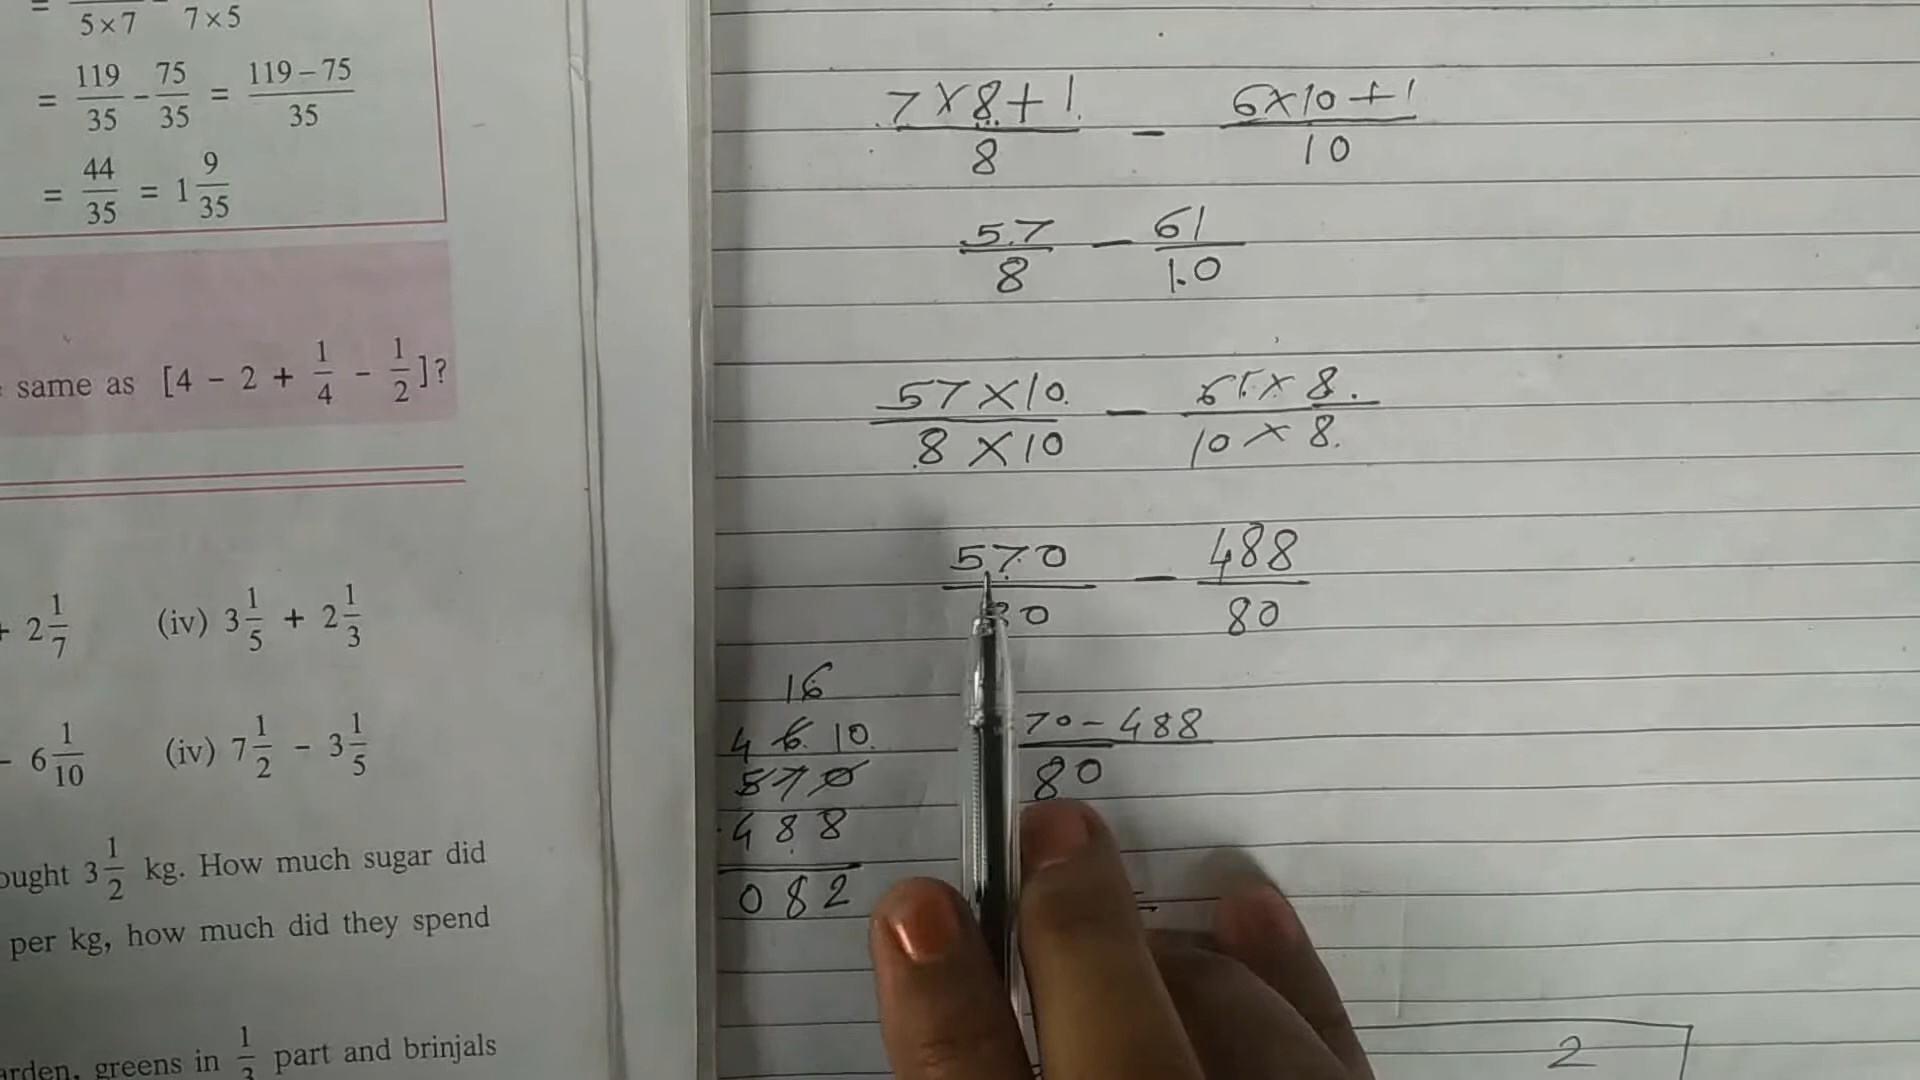 = 5×7 7×5
= 119/35 - 75/35 = 119-75/35
= 44/35 = 1 9/35
same as [4 - 2 + 1/4 - 1/2]?
+ 2 1/7 (iv) 3 1/5 + 2 1/3
- 6 1/10 (iv) 7 1/2 - 3 1/5
ought 3 1/2 kg. How much sugar did
per kg, how much did they spend
arden, greens in 1/3 part and brinjals
7×8+1/8 - 6×10+1/10
57/8 - 61/10
57×10/8×10 - 61×8/10×8
570/80 - 488/80
70-488/80
16
4 6 10
570
488
082
=
2